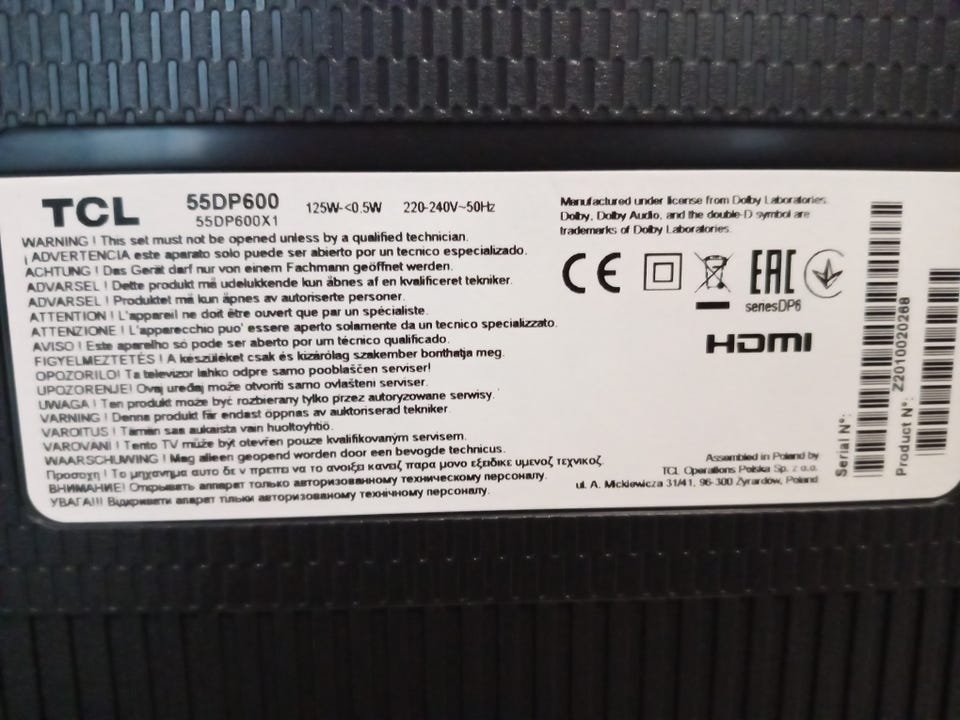 TCL
55DP600
55DP600X1
125W-<0.5W 220-240V~50Hz
WARNING ! This set must not be opened unless by a qualified technician.
¡ ADVERTENCIA este aparato solo puede ser abierto por un tecnico especializado.
ACHTUNG ! Das Gerät darf nur von einem Fachmann geöffnet werden.
ADVARSEL ! Dette produkt må udelukkende kun åbnes af en kvalificeret tekniker.
ADVARSEL ! Produktet må kun åpnes av autoriserte personer.
ATTENTION ! L'appareil ne doit être ouvert que par un spécialiste.
ATTENZIONE ! L'apparecchio puo' essere aperto solamente da un tecnico specializzato.
AVISO ! Este aparelho só pode ser aberto por um técnico qualificado.
FIGYELMEZTETÉS ! A készüléket csak és kizárólag szakember bonthatja meg.
OPOZORILO! Ta televizor lahko odpre samo pooblaščen serviser!
UPOZORENJE! Ovaj uređaj može otvoriti samo ovlašteni serviser.
UWAGA ! Ten produkt może być rozbierany tylko przez autoryzowane serwisy.
VARNING ! Denna produkt får endast öppnas av auktoriserad tekniker.
VAROITUS ! Tämän saa aukaista vain huoltoyhtiö.
VAROVANI ! Tento TV může být otevřen pouze kvalifikovaným servisem.
WAARSCHUWING ! Mag alleen geopend worden door een bevogde technicus.
Προσοχη ! Το μηχανημα αυτο δε ν πρεπει να το ανοιξει καναζ παρα μονο εξειδικε υμενοζ τεχνικοζ.
ВНИМАНИЕ! Открывать аппарат только авторизованному техническому персоналу.
УВАГА!!! Відкривати апарат тільки авторизованому технічному персоналу.
Manufactured under license from Dolby Laboratories.
Dolby, Dolby Audio, and the double-D symbol are
trademarks of Dolby Laboratories.
CE
EAC
seriesDP6
HDMI
Assembled in Poland by
TCL Operations Polska Sp. z o.o.
ul. A. Mickiewicza 31/41, 96-300 Żyrardów, Poland
Serial N°:
Z2010020268
Product N°: